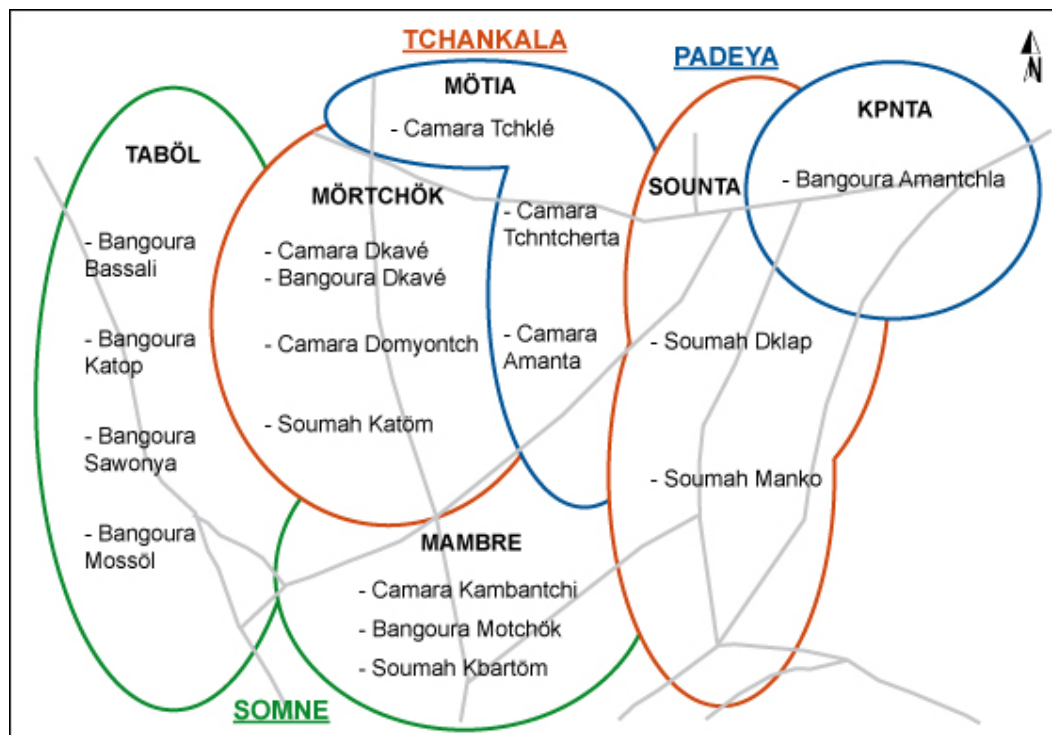 TCHANKALA
PADEYA
N
MÖTIA
- Camara Tchklé
KPNTA
- Bangoura Amantchla
TABÖL
- Bangoura
Bassali
- Bangoura
Katop
- Bangoura
Sawonya
- Bangoura
Mossöl
MÖRTCHÖK
- Camara Dkavé
- Bangoura Dkavé
- Camara Domyontch
- Soumah Katöm
- Camara
Tchntcherta
- Camara
Amanta
SOUNTA
- Soumah Dklap
- Soumah Manko
MAMBRE
- Camara Kambantchi
- Bangoura Motchök
- Soumah Kbartöm
SOMNE